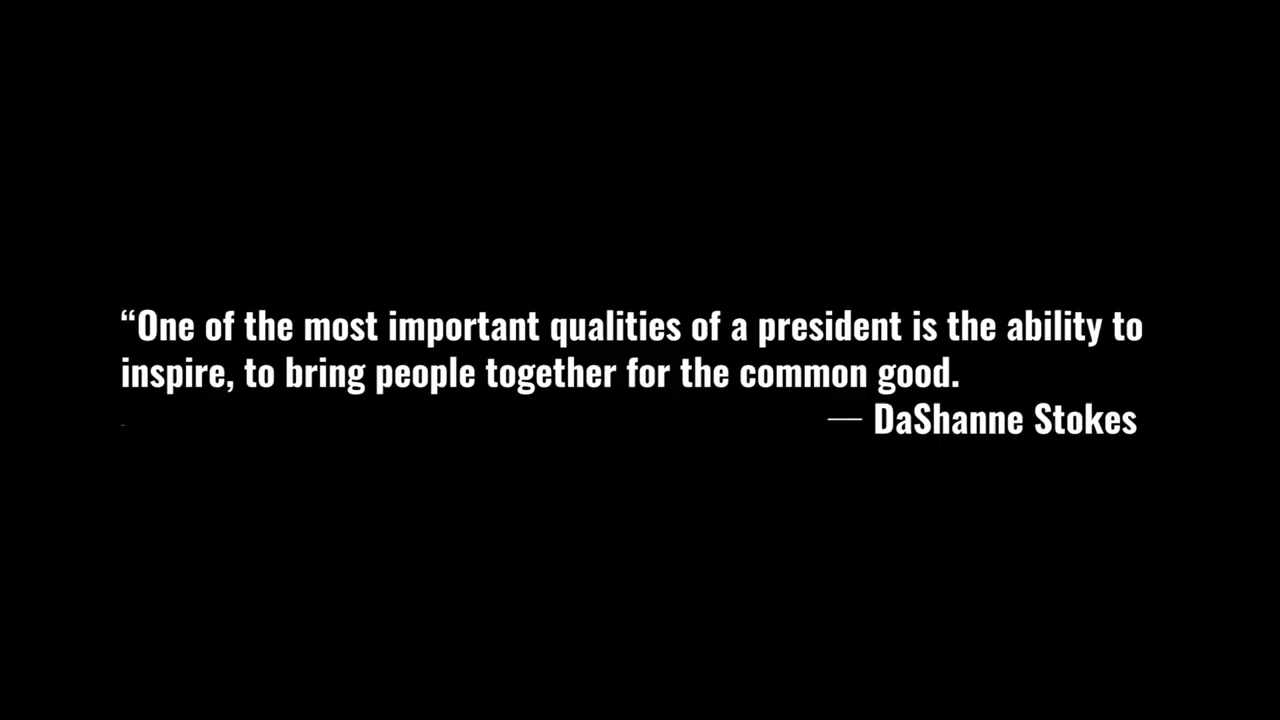 “One of the most important qualities of a president is the ability to
inspire, to bring people together for the common good.
— DaShanne Stokes